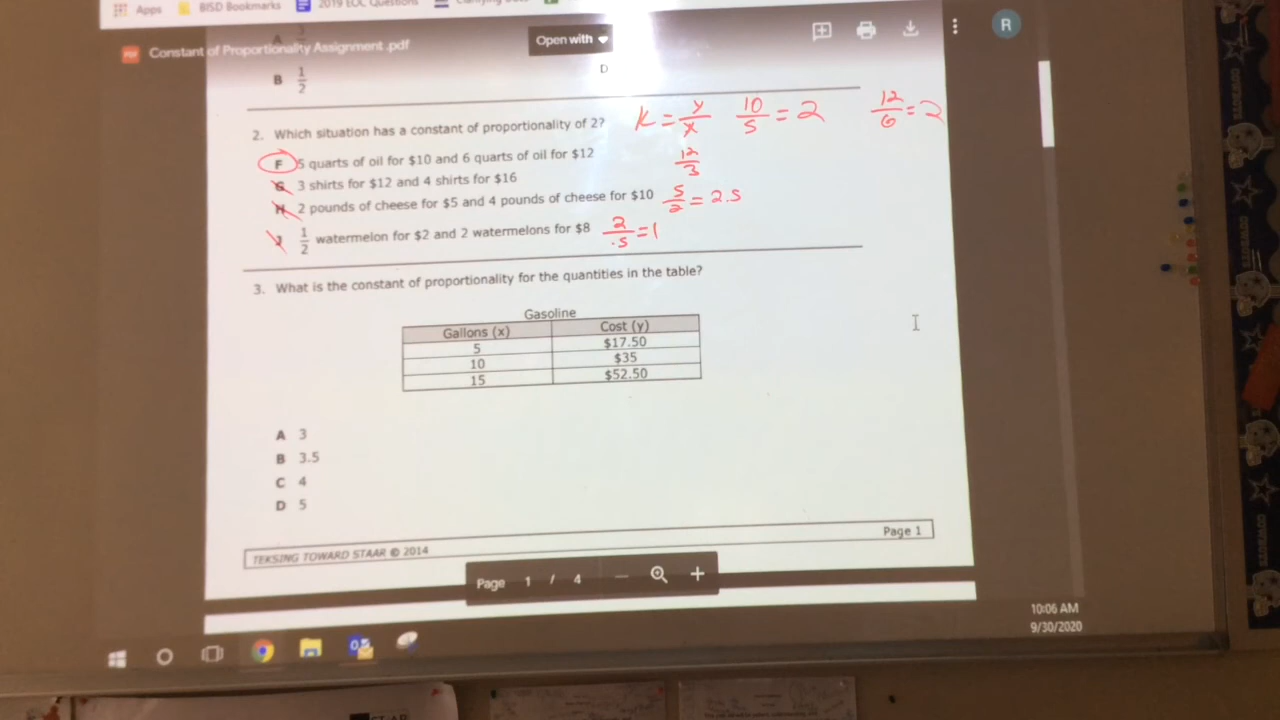 Apps BISD Bookmarks 2019 EOC Questions
Constant of Proportionality Assignment.pdf
Open with
R
B 1/2
D
2. Which situation has a constant of proportionality of 2?
K = y/x 10/5 = 2 12/6 = 2
F 5 quarts of oil for $10 and 6 quarts of oil for $12
12/3
G 3 shirts for $12 and 4 shirts for $16
H 2 pounds of cheese for $5 and 4 pounds of cheese for $10 5/2 = 2.5
J 1/2 watermelon for $2 and 2 watermelons for $8 2/.5 = 1
3. What is the constant of proportionality for the quantities in the table?
Gasoline
Gallons (x) Cost (y)
5 $17.50
10 $35
15 $52.50
A 3
B 3.5
C 4
D 5
Page 1
TEKSING TOWARD STAAR © 2014
Page 1 / 4
10:06 AM
9/30/2020
COWBOYS
COWBOYS